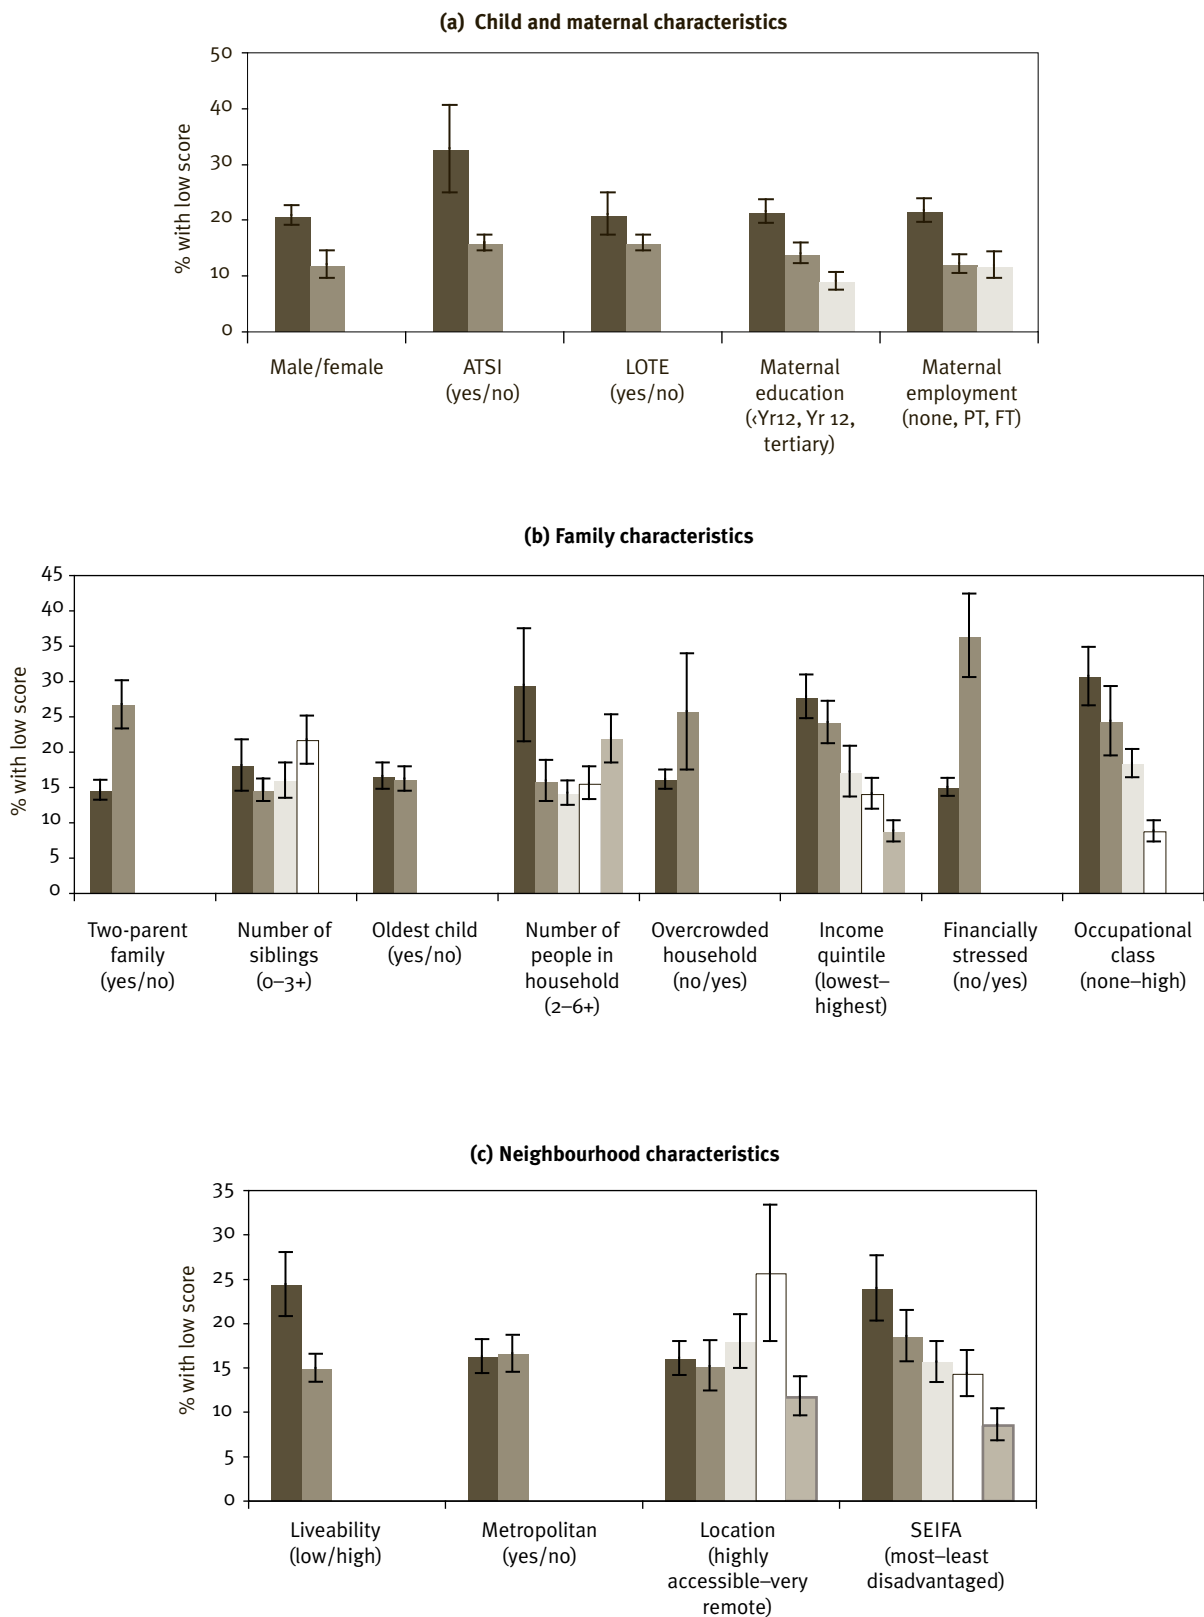 (a) Child and maternal characteristics
50
40
30
20
10
0
% with low score
Male/female
ATSI
(yes/no)
LOTE
(yes/no)
Maternal
education
(‹Yr12, Yr 12,
tertiary)
Maternal
employment
(none, PT, FT)
(b) Family characteristics
45
40
35
30
25
20
15
10
5
0
% with low score
Two-parent
family
(yes/no)
Number of
siblings
(0–3+)
Oldest child
(yes/no)
Number of
people in
household
(2–6+)
Overcrowded
household
(no/yes)
Income
quintile
(lowest–
highest)
Financially
stressed
(no/yes)
Occupational
class
(none–high)
(c) Neighbourhood characteristics
35
30
25
20
15
10
5
0
% with low score
Liveability
(low/high)
Metropolitan
(yes/no)
Location
(highly
accessible–very
remote)
SEIFA
(most–least
disadvantaged)